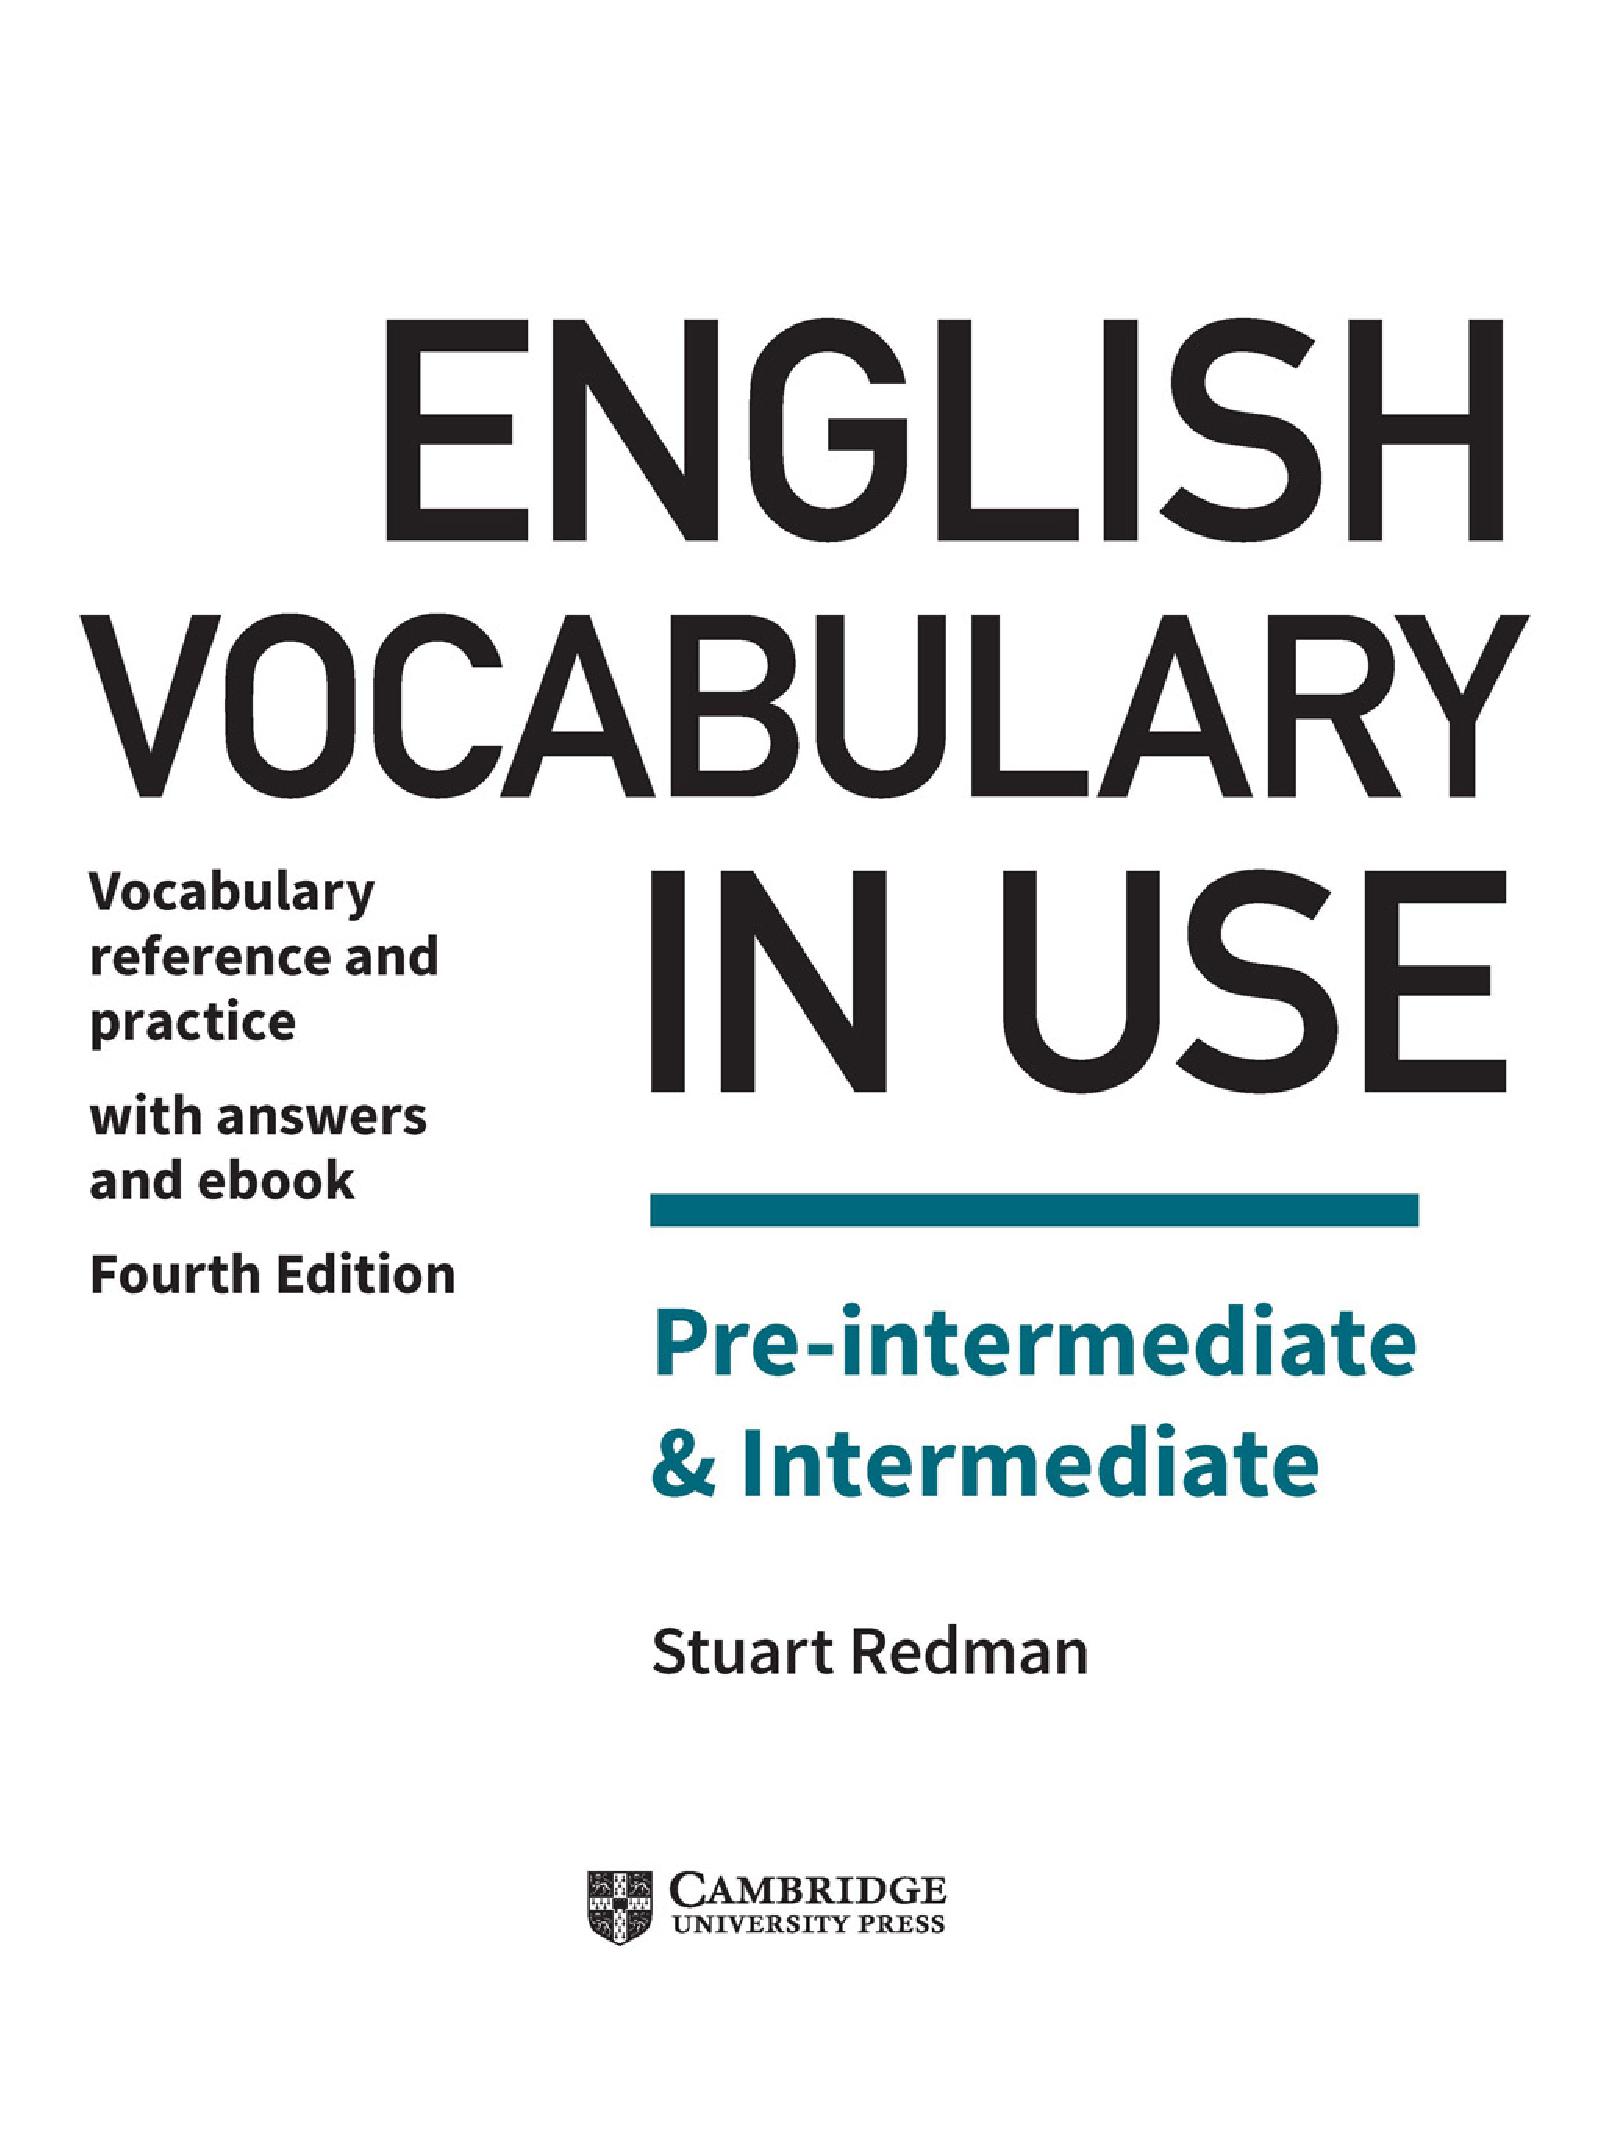 ENGLISH
VOCABULARY
IN USE
Vocabulary
reference and
practice
with answers
and ebook
Fourth Edition
Pre-intermediate
& Intermediate
Stuart Redman
CAMBRIDGE
UNIVERSITY PRESS